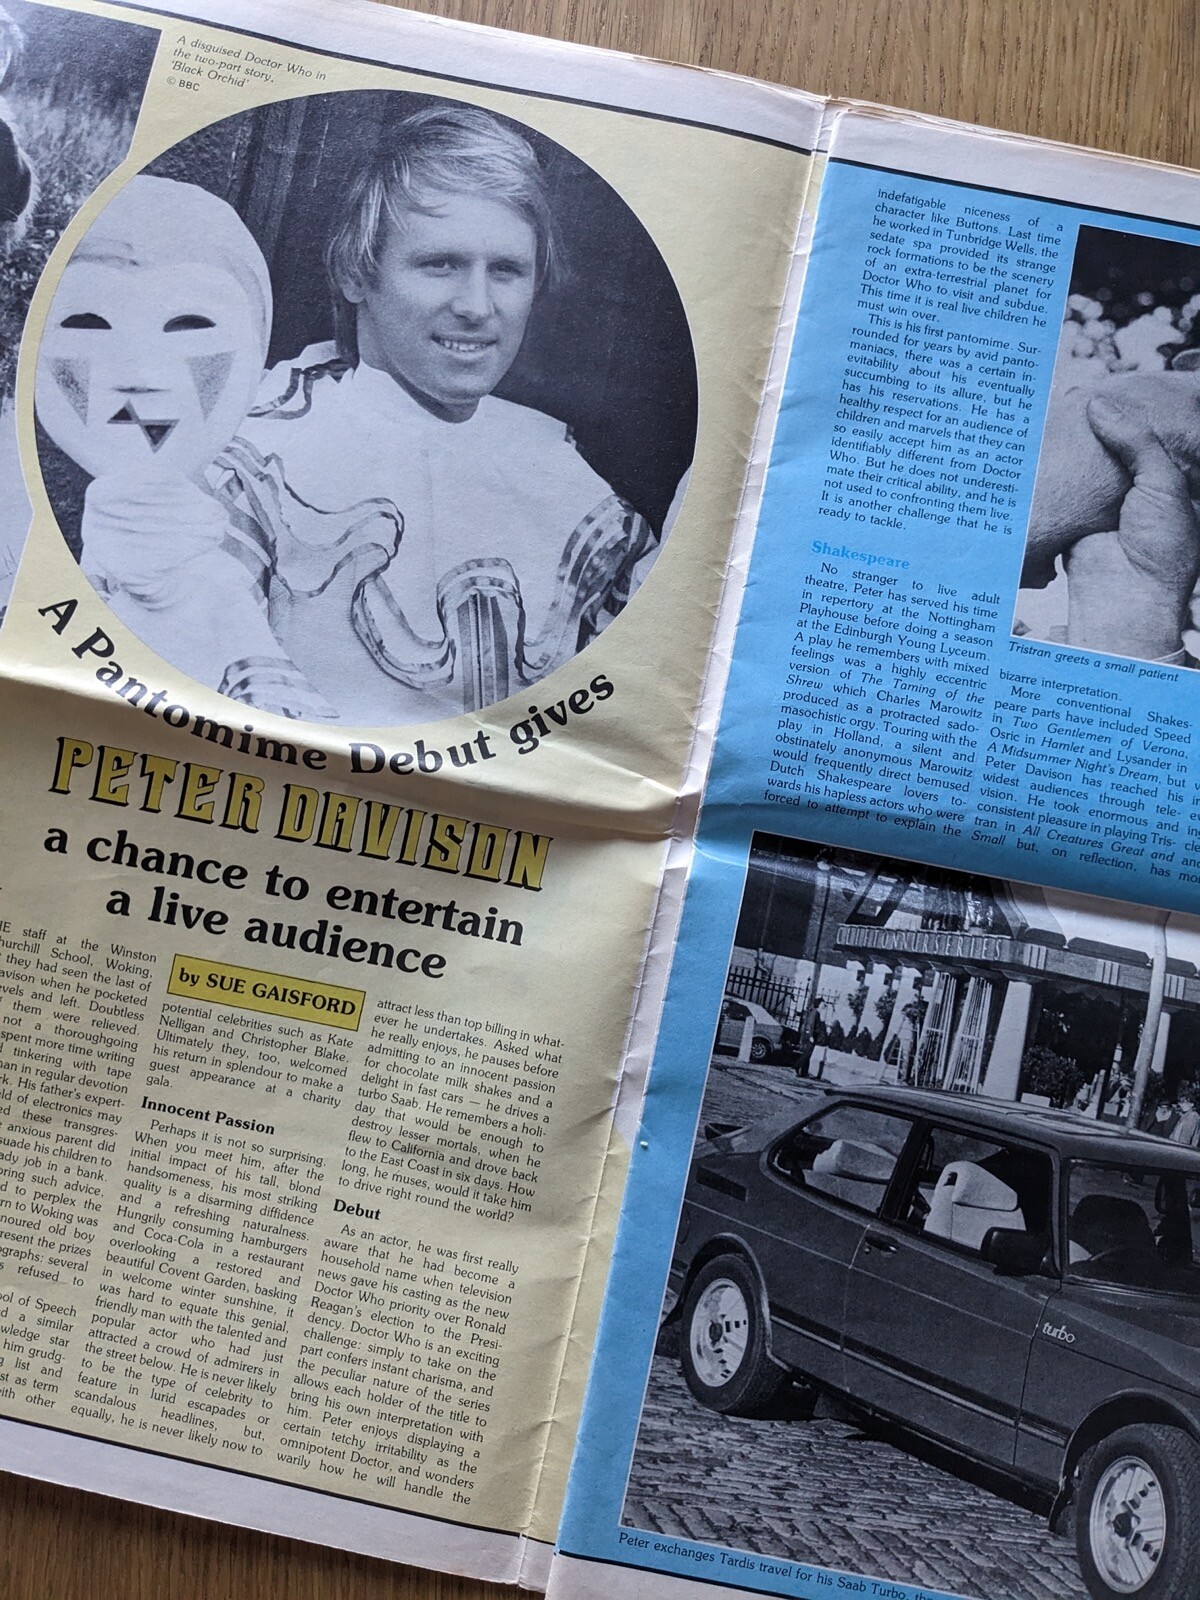 A disguised Doctor Who in
the two-part story,
'Black Orchid'
© BBC
A Pantomime Debut gives
PETER DAVISON
a chance to entertain
a live audience
by SUE GAISFORD
staff at the Winston
School, Woking,
they had seen the last of
when he pocketed
and left. Doubtless
them were relieved.
not a thoroughgoing
spent more time writing
tinkering with tape
in regular devotion
His father's
of electronics may
these
anxious parent did
his children to
job in a bank.
such advice,
to perplex the
to Woking was
old boy
the prizes
several
refused to
of Speech
a similar
star
him
list and
as term
other
potential celebrities such as Kate
Nelligan and Christopher Blake.
Ultimately they, too, welcomed
his return in splendour to make a
guest appearance at a charity
gala.
Innocent Passion
Perhaps it is not so surprising.
When you meet him, after the
initial impact of his tall, blond
handsomeness, his most striking
quality is a disarming diffidence
and a refreshing naturalness.
Hungrily consuming hamburgers
and Coca-Cola in a restaurant
overlooking a restored and
beautiful Covent Garden, basking
in welcome winter sunshine, it
was hard to equate this genial,
friendly man with the talented and
popular actor who had just
attracted a crowd of admirers in
the street below. He is never likely
to be the type of celebrity to
feature in lurid escapades or
scandalous headlines, but,
equally, he is never likely now to
attract less than top billing in what-
ever he undertakes. Asked what
he really enjoys, he pauses before
admitting to an innocent passion
for chocolate milk shakes and a
delight in fast cars — he drives a
turbo Saab. He remembers a holi-
day that would be enough to
destroy lesser mortals, when he
flew to California and drove back
to the East Coast in six days. How
long, he muses, would it take him
to drive right round the world?
Debut
As an actor, he was first really
aware that he had become a
household name when television
news gave his casting as the new
Doctor Who priority over Ronald
Reagan's election to the Presi-
dency. Doctor Who is an exciting
challenge: simply to take on the
part confers instant charisma, and
the peculiar nature of the series
allows each holder of the title to
bring his own interpretation with
him. Peter enjoys displaying a
certain tetchy irritability as the
omnipotent Doctor, and wonders
warily how he will handle the
indefatigable niceness of a
character like Buttons. Last time
he worked in Tunbridge Wells, the
sedate spa provided its strange
rock formations to be the scenery
of an extra-terrestrial planet for
Doctor Who to visit and subdue.
This time it is real live children he
must win over.
This is his first pantomime. Sur-
rounded for years by avid panto-
maniacs, there was a certain in-
evitability about his eventually
succumbing to its allure, but he
has his reservations. He has a
healthy respect for an audience of
children and marvels that they can
so easily accept him as an actor
identifiably different from Doctor
Who. But he does not underesti-
mate their critical ability, and he is
not used to confronting them live.
It is another challenge that he is
ready to tackle.
Shakespeare
No stranger to live adult
theatre, Peter has served his time
in repertory at the Nottingham
Playhouse before doing a season
at the Edinburgh Young Lyceum.
A play he remembers with mixed
feelings was a highly eccentric
version of The Taming of the
Shrew which Charles Marowitz
produced as a protracted sado-
masochistic orgy. Touring with the
play in Holland, a silent and
obstinately anonymous Marowitz
would frequently direct bemused
Dutch Shakespeare lovers to-
wards his hapless actors who were
forced to attempt to explain the
Tristran greets a small patient
bizarre interpretation.
More conventional Shakes-
peare parts have included Speed
in Two Gentlemen of Verona,
Osric in Hamlet and Lysander in
A Midsummer Night's Dream, but
Peter Davison has reached his
widest audiences through tele-
vision. He took enormous and
consistent pleasure in playing Tris-
tran in All Creatures Great and
Small but, on reflection, has
CLIFTON NURSERIES
turbo
Peter exchanges Tardis travel for his Saab Turbo,